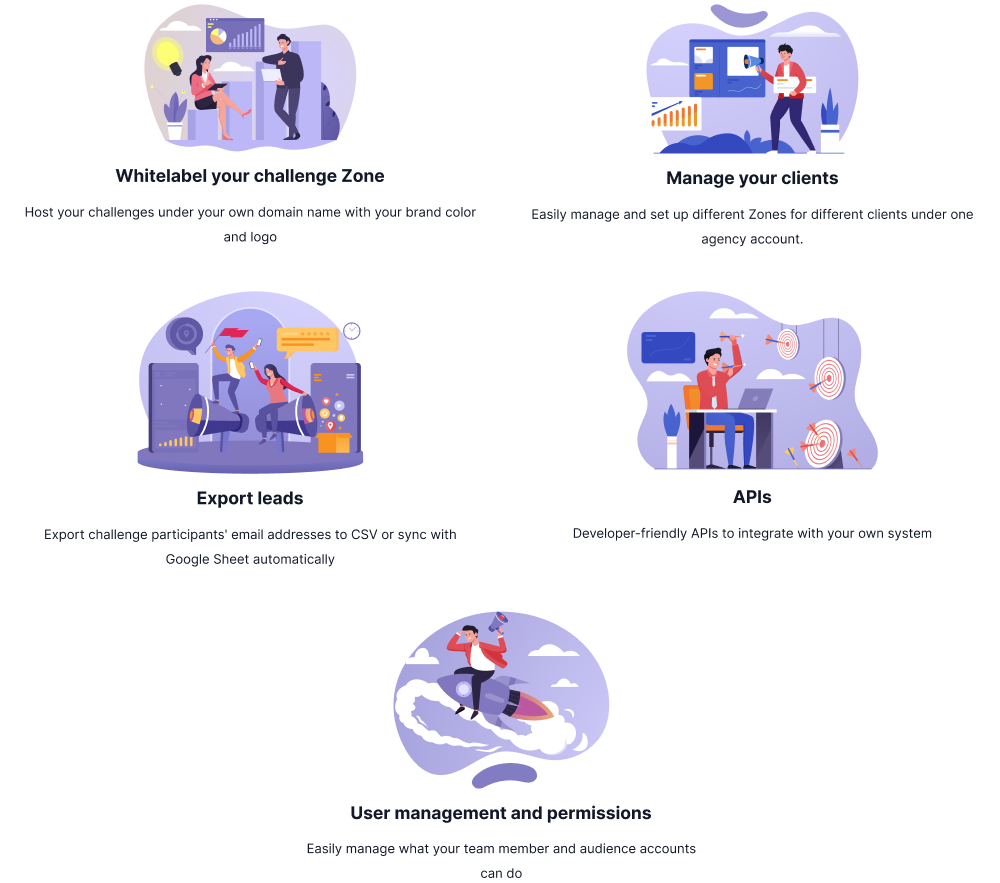 Whitelabel your challenge Zone
Host your challenges under your own domain name with your brand color
and logo
Manage your clients
Easily manage and set up different Zones for different clients under one
agency account.
Export leads
Export challenge participants' email addresses to CSV or sync with
Google Sheet automatically
APIs
Developer-friendly APIs to integrate with your own system
User management and permissions
Easily manage what your team member and audience accounts
can do